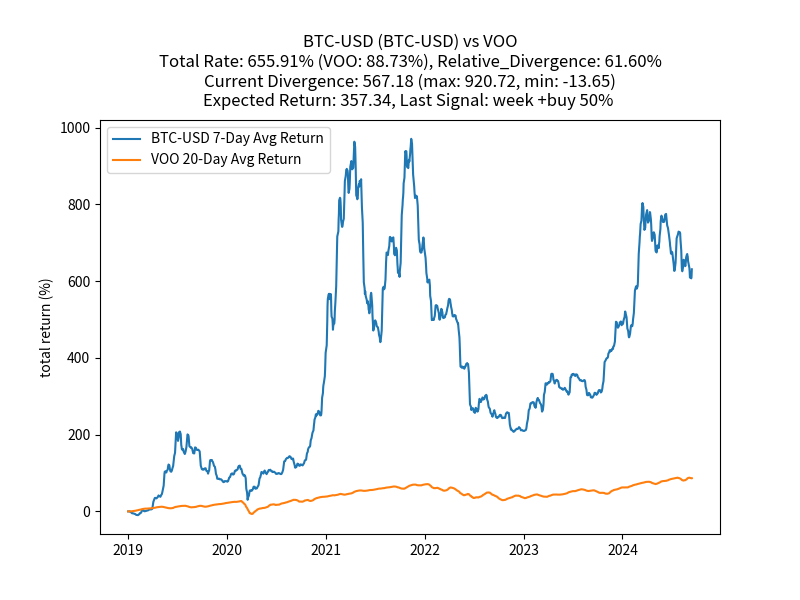 BTC-USD (BTC-USD) vs VOO
Total Rate: 655.91% (VOO: 88.73%), Relative_Divergence: 61.60%
Current Divergence: 567.18 (max: 920.72, min: -13.65)
Expected Return: 357.34, Last Signal: week +buy 50%
BTC-USD 7-Day Avg Return
VOO 20-Day Avg Return
total return (%)
1000
800
600
400
200
0
2019 2020 2021 2022 2023 2024